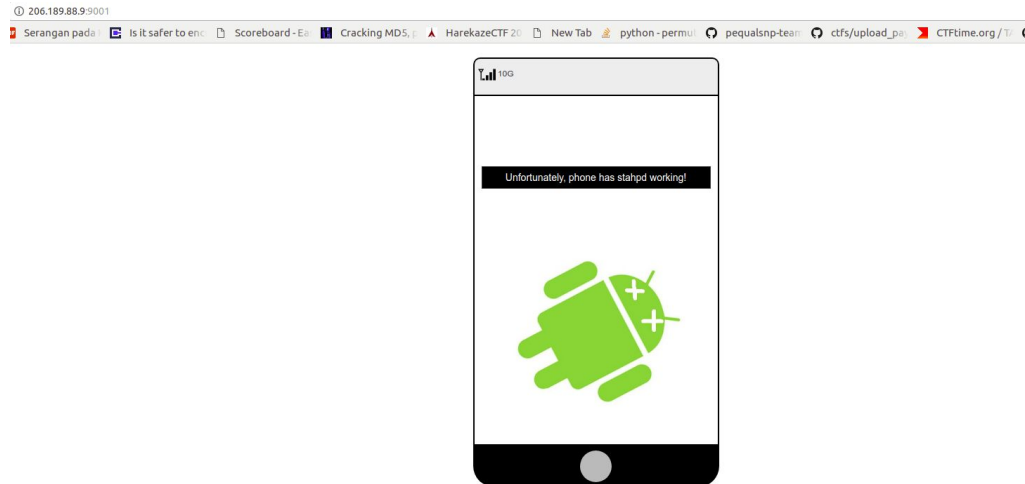 206.189.88.9:9001
Serangan pada Is it safer to enc Scoreboard - Ea Cracking MD5, p HarekazeCTF 20 New Tab python - permut pequalsnp-team ctfs/upload_pay CTFtime.org /
10G
Unfortunately, phone has stahpd working!